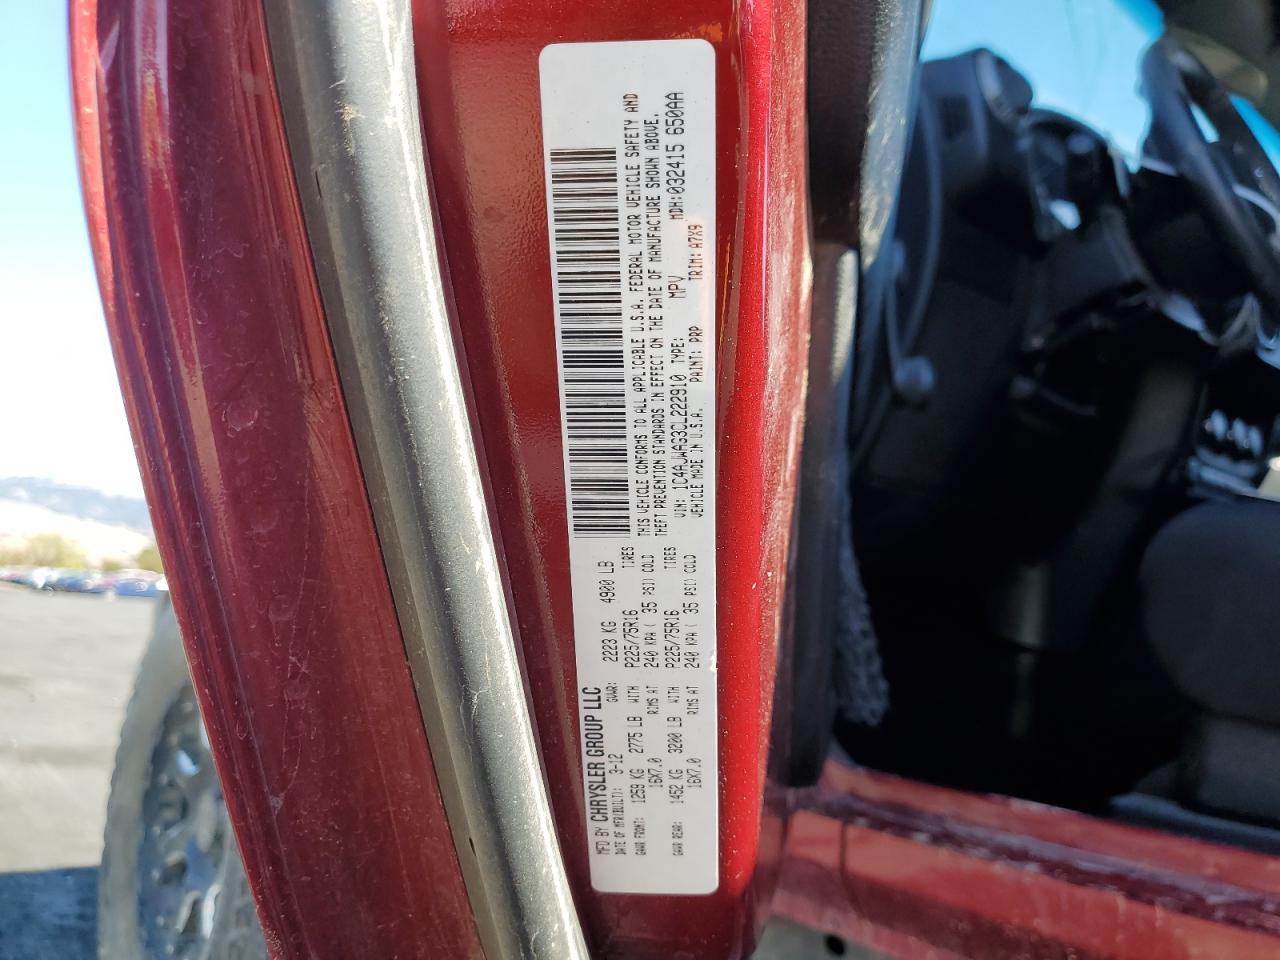 MFD BY CHRYSLER GROUP LLC
DATE OF MFR(BUILT): 3-12 GVWR: 2223 KG 4900 LB
GAWR FRONT: 1259 KG 2775 LB WITH P225/75R16 TIRES
16X7.0 RIMS AT 240 KPA ( 35 PSI) COLD
GAWR REAR: 1452 KG 3200 LB WITH P225/75R16 TIRES
16X7.0 RIMS AT 240 KPA ( 35 PSI) COLD
THIS VEHICLE CONFORMS TO ALL APPLICABLE U.S.A. FEDERAL MOTOR VEHICLE SAFETY AND
THEFT PREVENTION STANDARDS IN EFFECT ON THE DATE OF MANUFACTURE SHOWN ABOVE.
VIN: 1C4AJWAG3CL222910 TYPE: MPV MDH:032415 650AA
VEHICLE MADE IN U.S.A. PAINT: PRP TRIM: A7X9